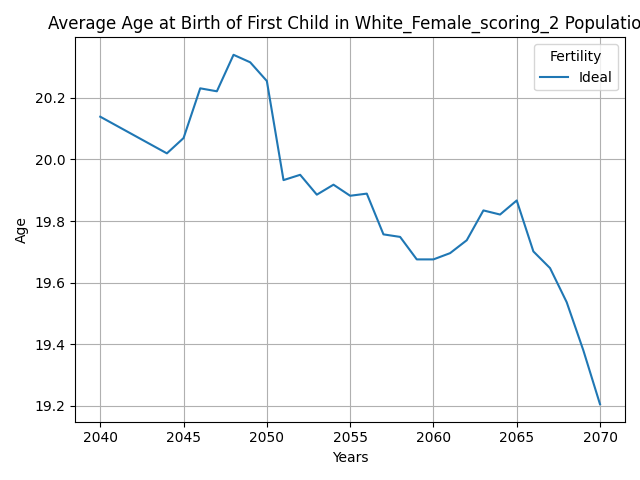 Average Age at Birth of First Child in White_Female_scoring_2 Populatio
Fertility
Ideal
20.2
20.0
19.8
19.6
19.4
19.2
Age
2040 2045 2050 2055 2060 2065 2070
Years